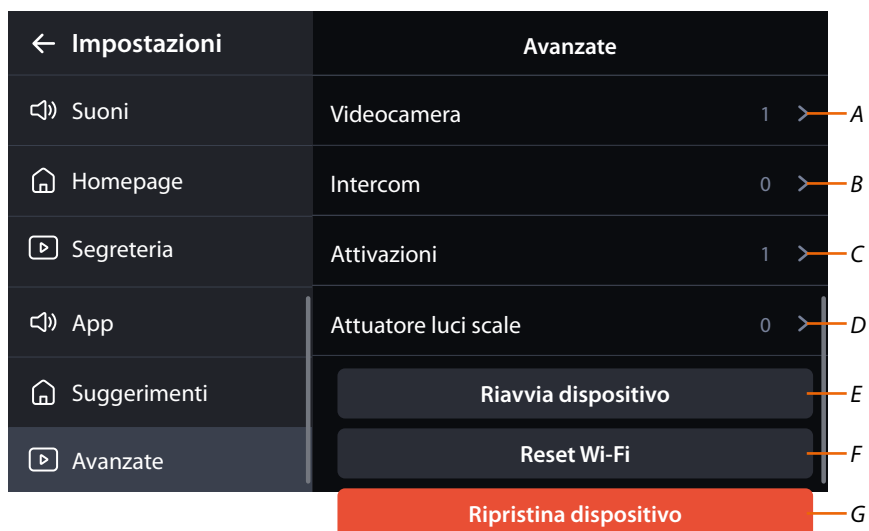 Impostazioni
Suoni
Homepage
Segreteria
App
Suggerimenti
Avanzate
Avanzate
Videocamera 1 A
Intercom 0 B
Attivazioni 1 C
Attuatore luci scale 0 D
Riavvia dispositivo E
Reset Wi-Fi F
Ripristina dispositivo G